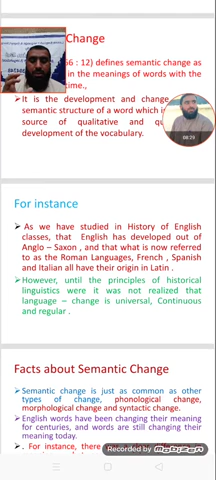 Change
6 : 12) defines semantic change as
in the meanings of words with the
time.,
It is the development and change
semantic structure of a word which is
source of qualitative and qu
development of the vocabulary.
08:29
For instance
As we have studied in History of English
classes, that English has developed out of
Anglo – Saxon , and that what is now referred
to as the Roman Languages, French , Spanish
and Italian all have their origin in Latin .
However, until the principles of historical
linguistics were it was not realized that
language – change is universal, Continuous
and regular .
Facts about Semantic Change
Semantic change is just as common as other
types of change, phonological change,
morphological change and syntactic change.
English words have been changing their meaning
for centuries, and words are still changing their
meaning today.
. For instance, there
RECORDED WITH
Mobizen